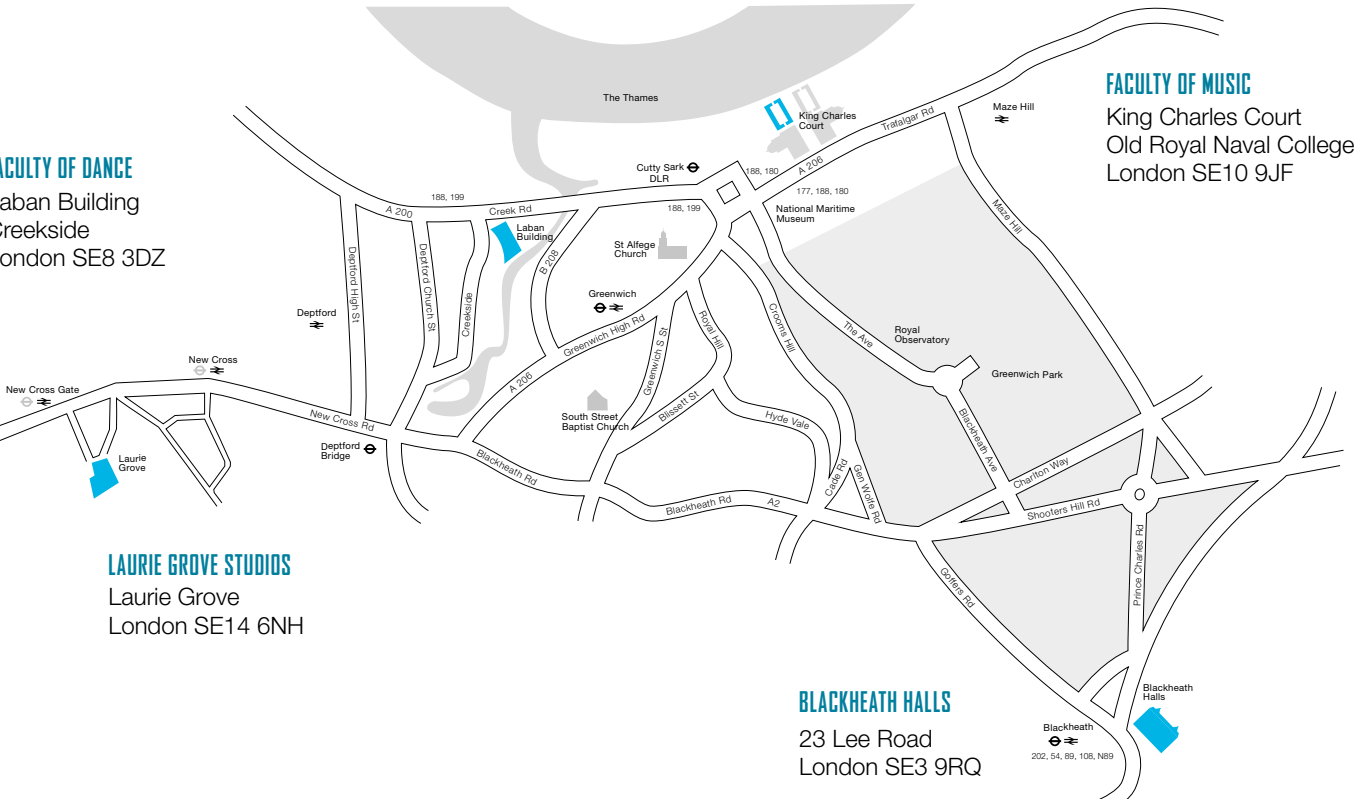 The Thames
FACULTY OF MUSIC
King Charles Court
Old Royal Naval College
London SE10 9JF
Maze Hill
King Charles
Court
Trafalgar Rd
A 206
188, 180
177, 188, 180
National Maritime
Museum
Maze Hill
ACULTY OF DANCE
aban Building
reekside
ondon SE8 3DZ
Cutty Sark
DLR
188, 199
A 200
Creek Rd
188, 199
Laban
Building
St Alfege
Church
B 208
Deptford High St
Deptford Church St
Creekside
Greenwich
Deptford
Greenwich High Rd
Greenwich S St
Royal Hill
Crooms Hill
The Ave
Royal
Observatory
Greenwich Park
New Cross
New Cross Gate
A 206
South Street
Baptist Church
Blissett St
Hyde Vale
Blackheath Ave
New Cross Rd
Deptford
Bridge
Blackheath Rd
Laurie
Grove
Cade Rd
Gen Wolfe Rd
Charlton Way
Blackheath Rd
A2
Shooters Hill Rd
Prince Charles Rd
Goffers Rd
LAURIE GROVE STUDIOS
Laurie Grove
London SE14 6NH
BLACKHEATH HALLS
23 Lee Road
London SE3 9RQ
Blackheath
Halls
Blackheath
202, 54, 89, 108, N89